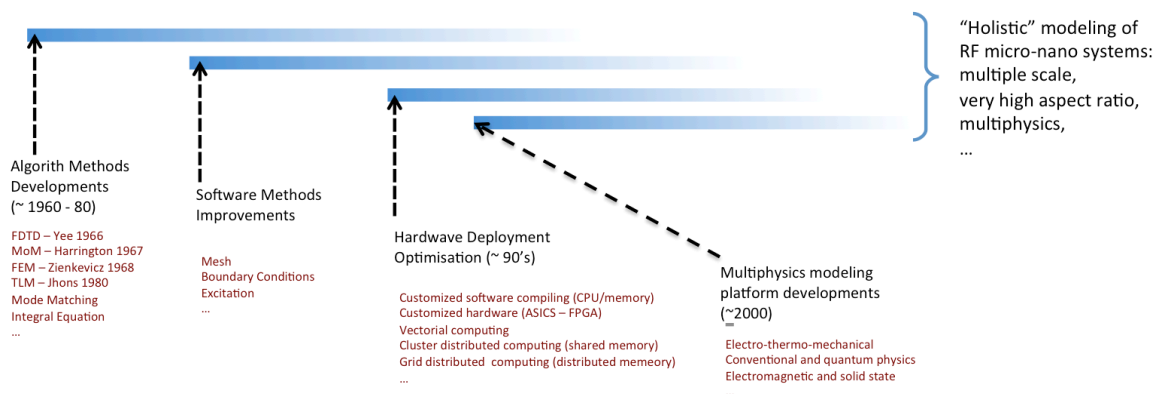 “Holistic” modeling of
RF micro-nano systems:
multiple scale,
very high aspect ratio,
multiphysics,
...
Algorith Methods
Developments
(~ 1960 - 80)
FDTD – Yee 1966
MoM – Harrington 1967
FEM – Zienkevicz 1968
TLM – Jhons 1980
Mode Matching
Integral Equation
...
Software Methods
Improvements
Mesh
Boundary Conditions
Excitation
...
Hardwave Deployment
Optimisation (~ 90’s)
Customized software compiling (CPU/memory)
Customized hardware (ASICS – FPGA)
Vectorial computing
Cluster distributed computing (shared memory)
Grid distributed computing (distributed memeory)
...
Multiphysics modeling
platform developments
(~2000)
Electro-thermo-mechanical
Conventional and quantum physics
Electromagnetic and solid state
...